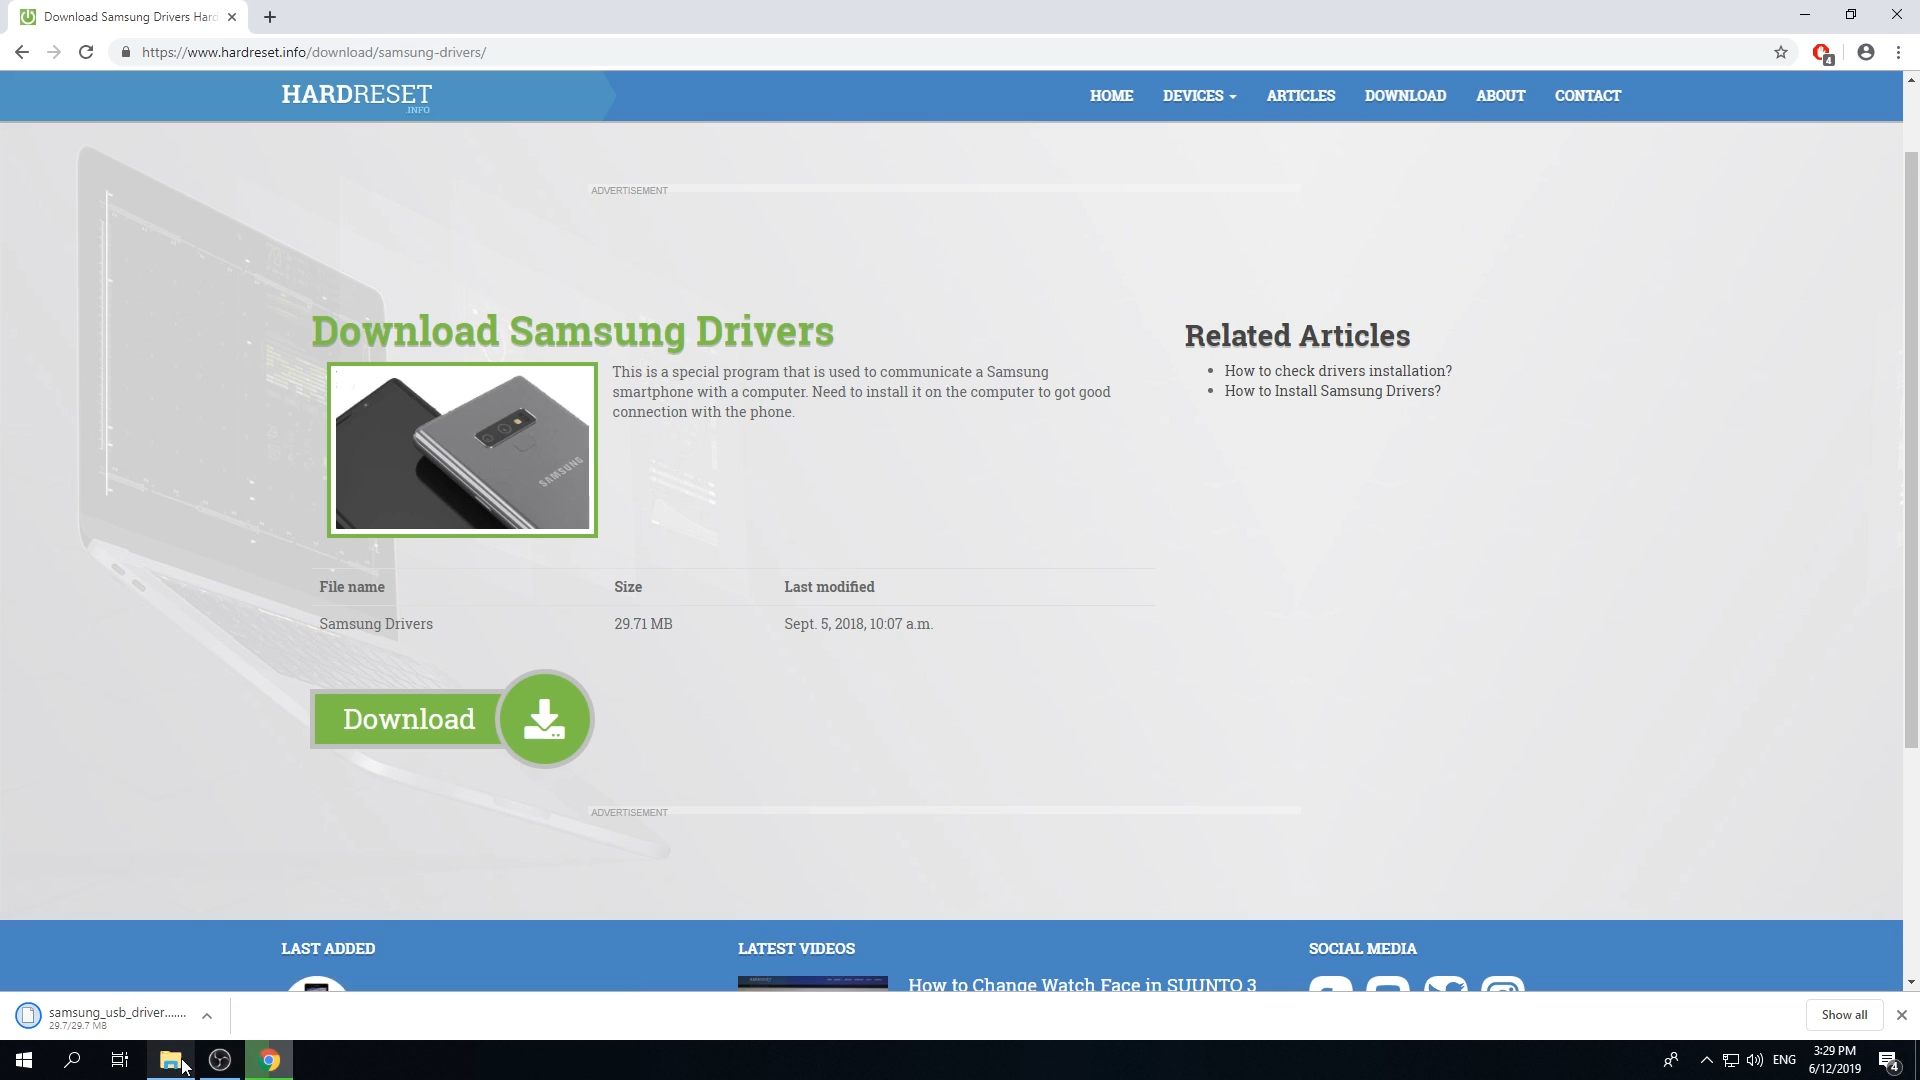 Download Samsung Drivers Hard
https://www.hardreset.info/download/samsung-drivers/
4
HARDRESET
.INFO
HOME DEVICES ARTICLES DOWNLOAD ABOUT CONTACT
ADVERTISEMENT
Download Samsung Drivers
This is a special program that is used to communicate a Samsung
smartphone with a computer. Need to install it on the computer to got good
connection with the phone.
SAMSUNG
Related Articles
How to check drivers installation?
How to Install Samsung Drivers?
File name Size Last modified
Samsung Drivers 29.71 MB Sept. 5, 2018, 10:07 a.m.
Download
ADVERTISEMENT
LAST ADDED
LATEST VIDEOS
How to Change Watch Face in SUUNTO 3
SOCIAL MEDIA
samsung_usb_driver.......
29.7/29.7 MB
Show all
ENG
3:29 PM
6/12/2019
4